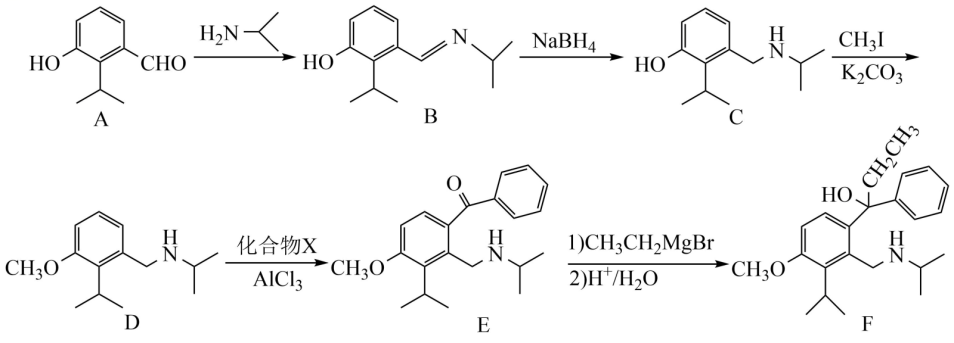 HO
CHO
A
H₂N
HO
N
B
NaBH₄
HO
H
N
C
CH₃I
K₂CO₃
CH₃O
H
N
D
化合物X
AlCl₃
O
CH₃O
H
N
E
1)CH₃CH₂MgBr
2)H⁺/H₂O
CH₂CH₃
HO
CH₃O
H
N
F